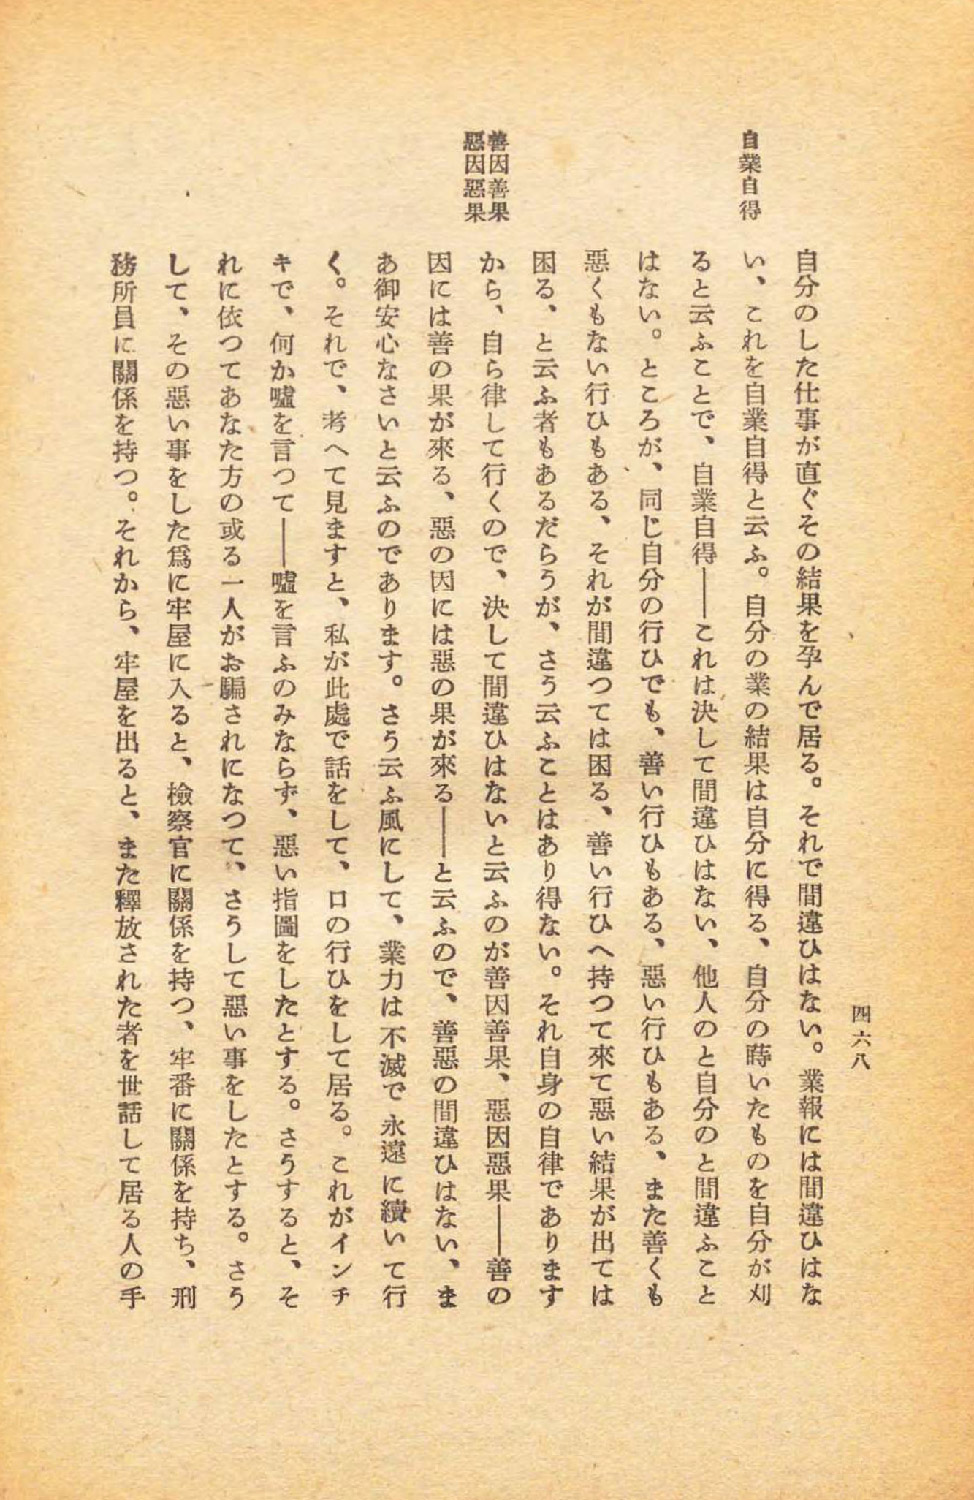 四六八
自業自得
善因善果
惡因惡果
自分のした仕事が直ぐその結果を孕んで居る。それで間違ひはない。業報には間違ひはな
い、これを自業自得と云ふ。自分の業の結果は自分に得る、自分の蒔いたものを自分が刈
ると云ふことで、自業自得――これは決して間違ひはない、他人のと自分のと間違ふこと
はない。ところが、同じ自分の行ひでも、善い行ひもある、惡い行ひもある、また善くも
惡くもない行ひもある、それが間違つては困る、善い行ひへ持つて來て惡い結果が出ては
困る、と云ふ者もあるだらうが、さう云ふことはあり得ない。それ自身の自律であります
から、自ら律して行くので、決して間違ひはないと云ふのが善因善果、惡因惡果――善の
因には善の果が來る、惡の因には惡の果が來る――と云ふので、善惡の間違ひはない、ま
あ御安心なさいと云ふのであります。さう云ふ風にして、業力は不滅で永遠に續いて行
く。それで、考へて見ますと、私が此處で話をして、口の行ひをして居る。これがインチ
キで、何か噓を言つて――噓を言ふのみならず、惡い指圖をしたとする。さうすると、そ
れに依つてあなた方の或る一人がお騙されになつて、さうして惡い事をしたとする。さう
して、その惡い事をした爲に牢屋に入ると、檢察官に關係を持つ、牢番に關係を持ち、刑
務所員に關係を持つ。それから、牢屋を出ると、また釋放された者を世話して居る人の手